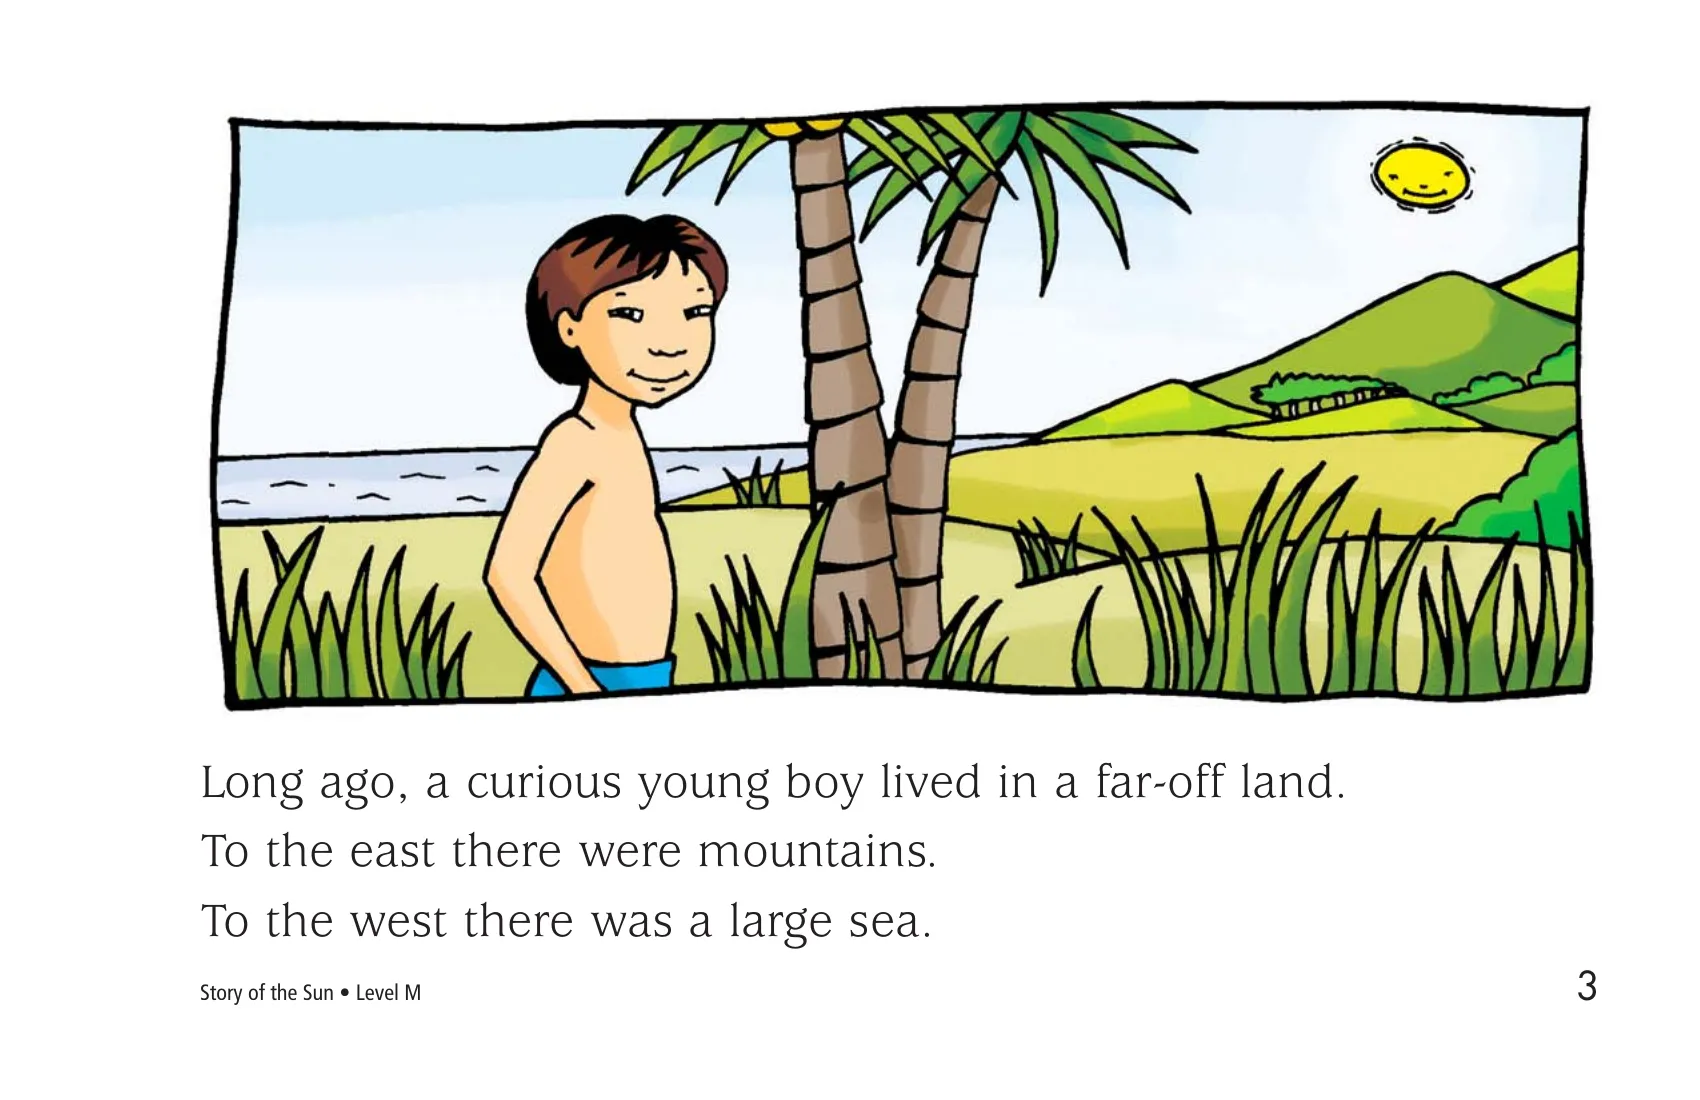 Long ago, a curious young boy lived in a far-off land.
To the east there were mountains.
To the west there was a large sea.
Story of the Sun • Level M
3